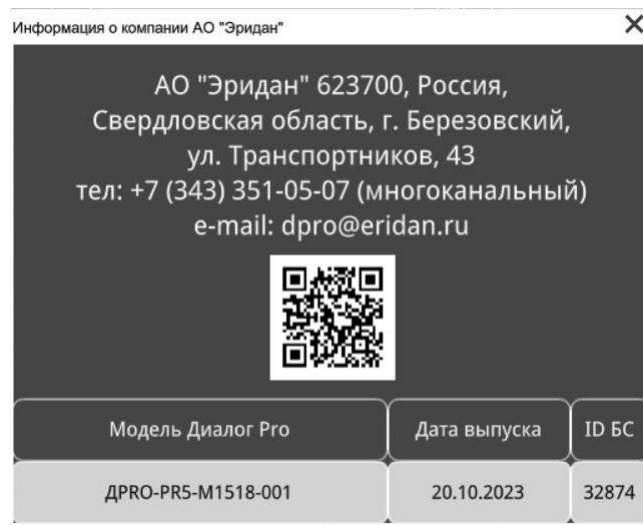 Информация о компании АО "Эридан"
АО "Эридан" 623700, Россия,
Свердловская область, г. Березовский,
ул. Транспортников, 43
тел: +7 (343) 351-05-07 (многоканальный)
e-mail: dpro@eridan.ru
Модель Диалог Pro Дата выпуска ID БС
ДPRO-PR5-M1518-001 20.10.2023 32874